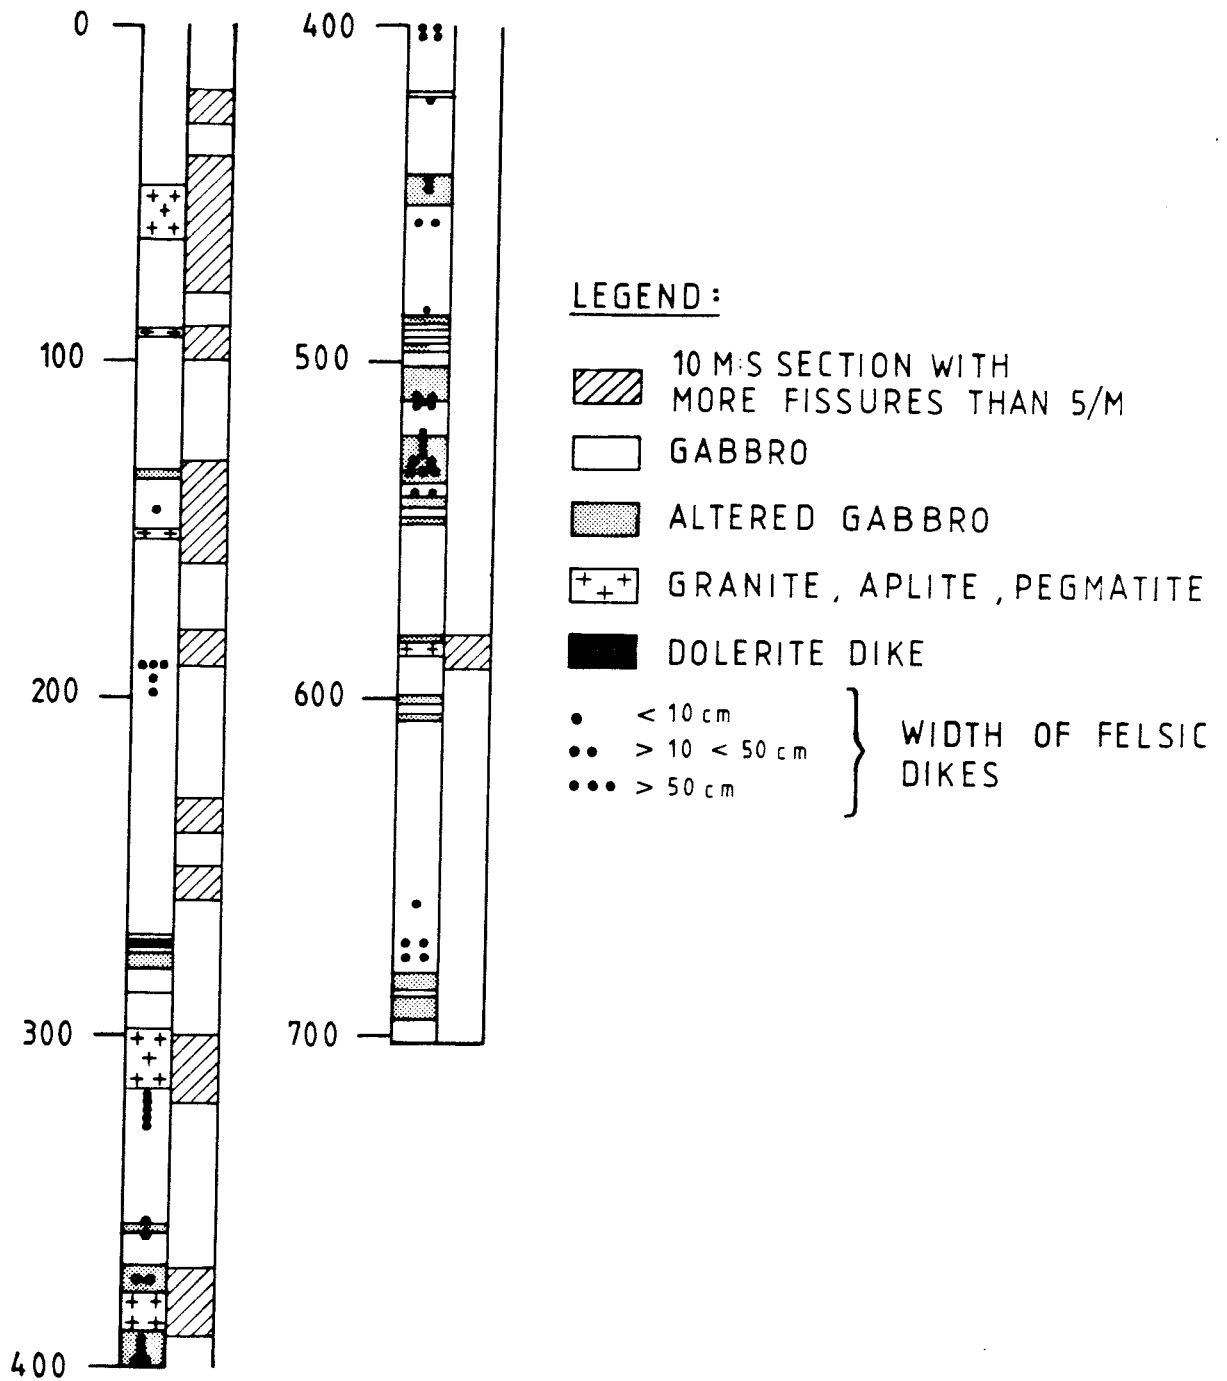 0
100
200
300
400
400
500
600
700
LEGEND:
10 M:S SECTION WITH
MORE FISSURES THAN 5/M
GABBRO
ALTERED GABBRO
GRANITE, APLITE, PEGMATITE
DOLERITE DIKE
< 10 cm
> 10 < 50 cm
> 50 cm
WIDTH OF FELSIC
DIKES